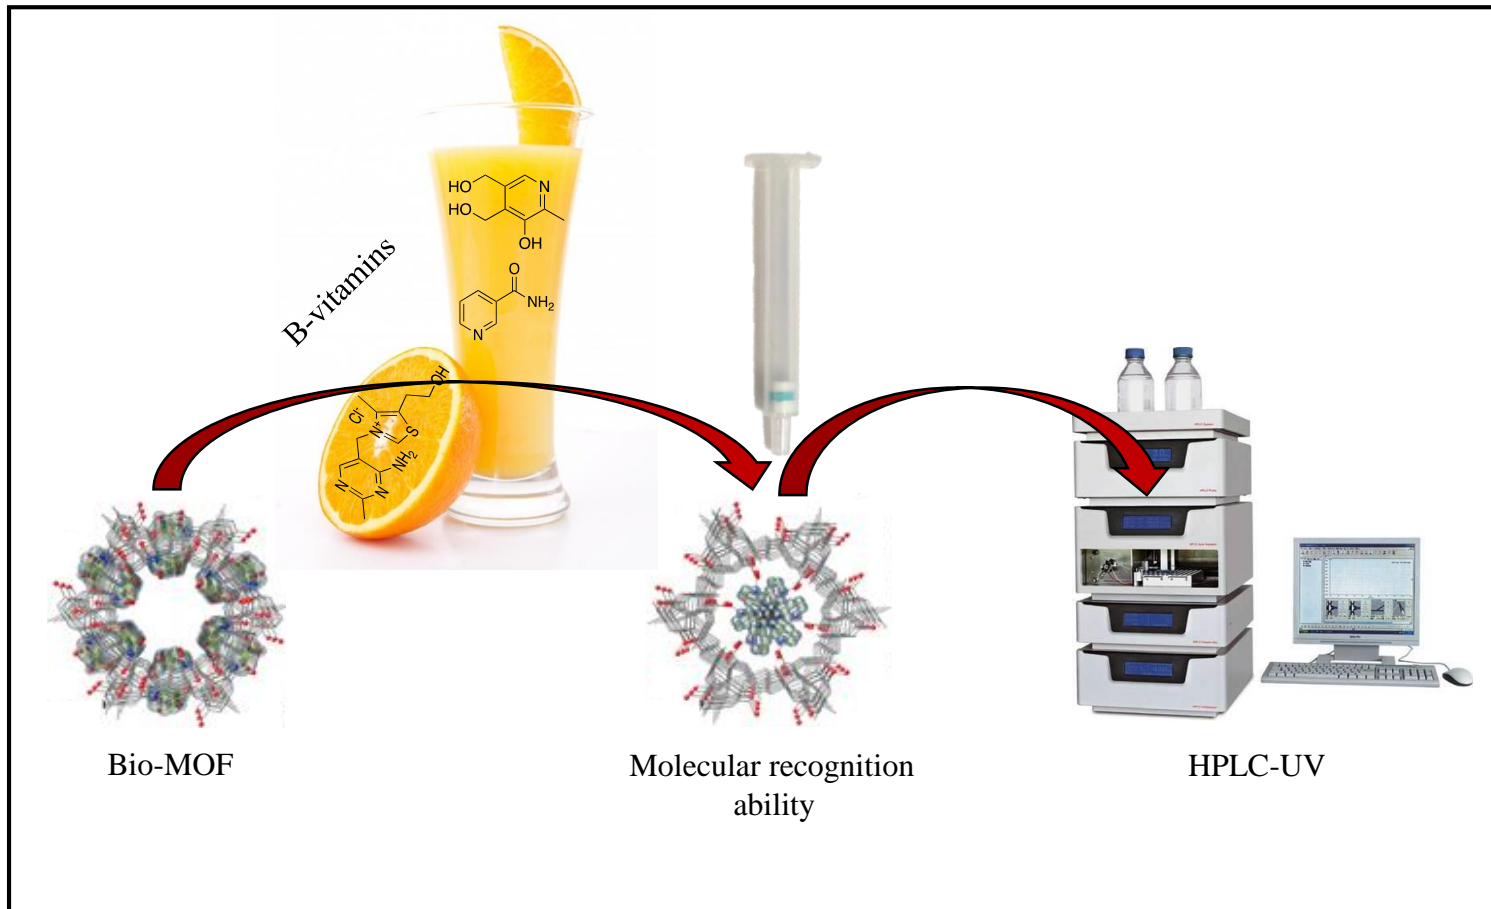 B-vitamins
HO
N
HO
OH
O
NH2
N
OH
Cl-
N+
S
NH2
N
N
Bio-MOF
Molecular recognition
ability
HPLC-UV